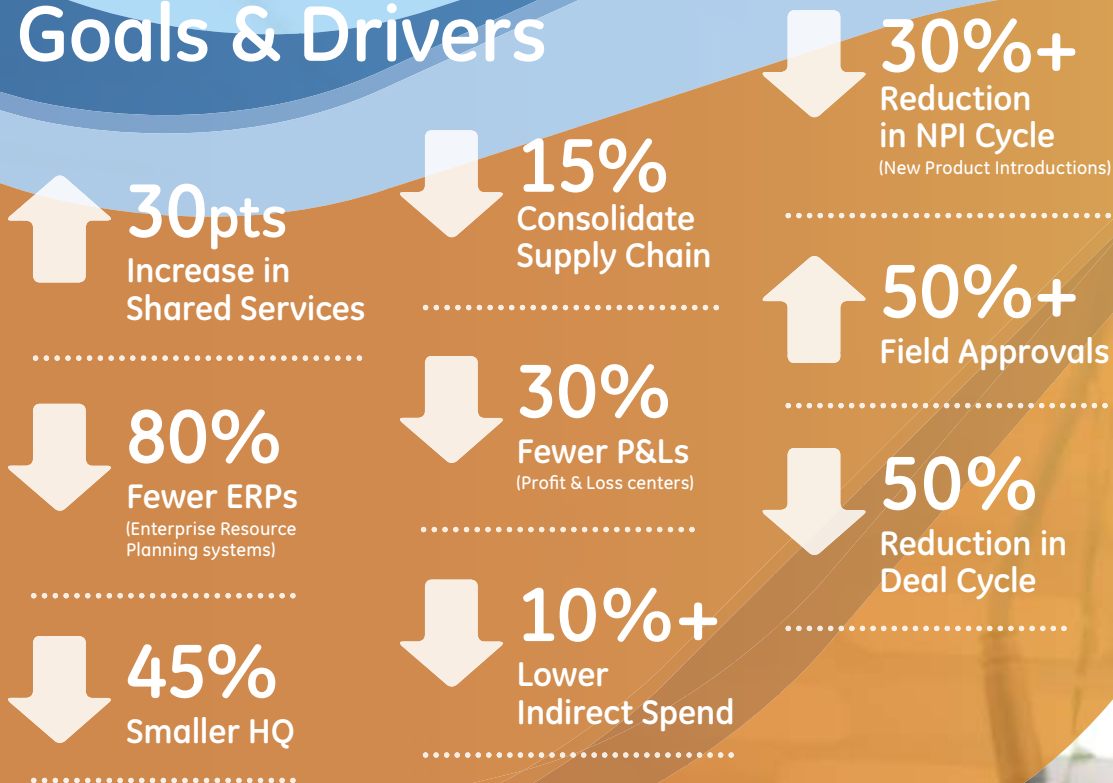 Goals & Drivers
30pts
Increase in
Shared Services
80%
Fewer ERPs
(Enterprise Resource
Planning systems)
45%
Smaller HQ
15%
Consolidate
Supply Chain
30%
Fewer P&Ls
(Profit & Loss centers)
10%+
Lower
Indirect Spend
30%+
Reduction
in NPI Cycle
(New Product Introductions)
50%+
Field Approvals
50%
Reduction in
Deal Cycle